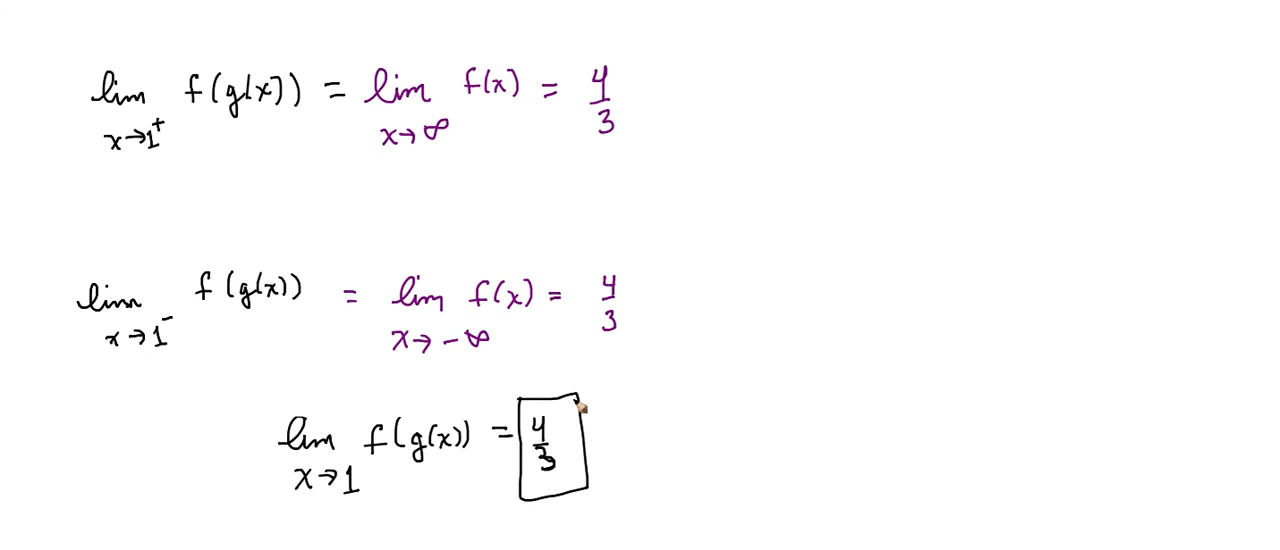 lim x→1⁺ f(g(x)) = lim x→∞ f(x) = 4/3
lim x→1⁻ f(g(x)) = lim x→-∞ f(x) = 4/3
lim x→1 f(g(x)) = 4/3